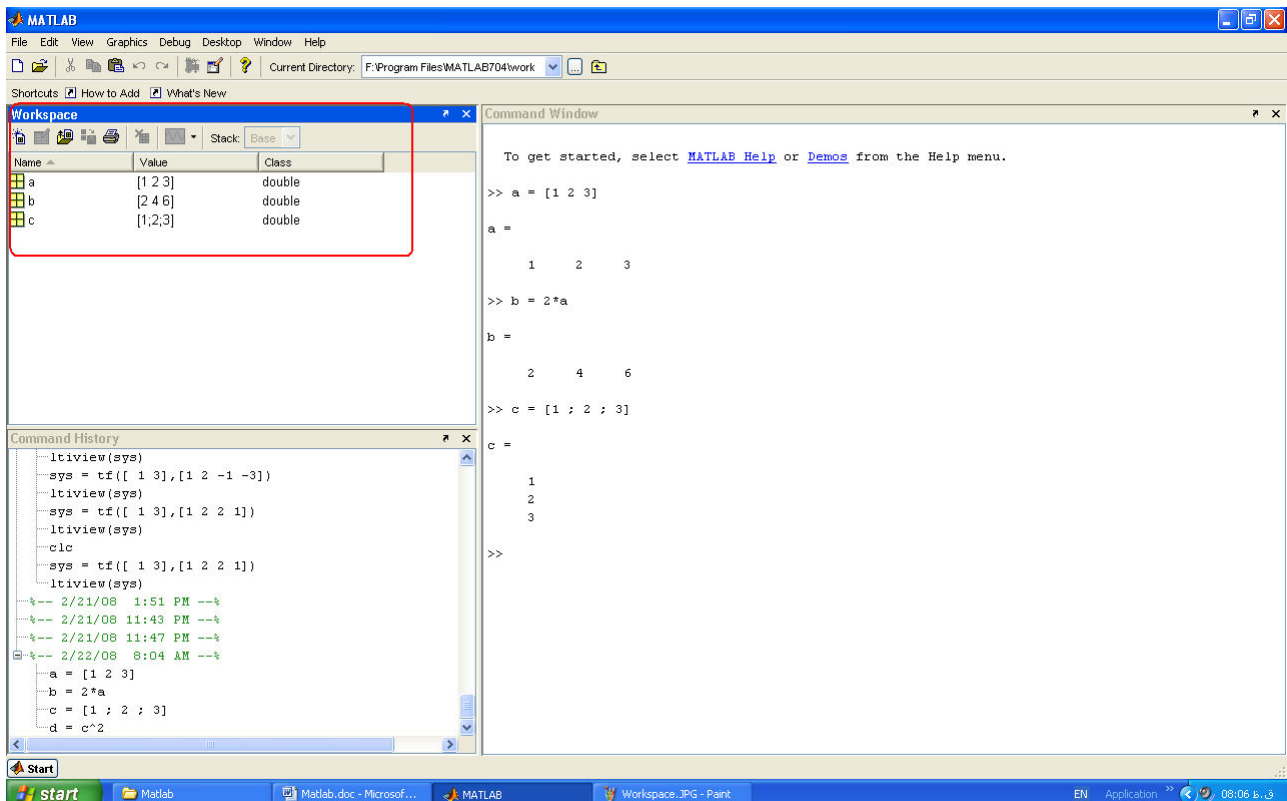 MATLAB
File Edit View Graphics Debug Desktop Window Help
Current Directory: F:\Program Files\MATLAB704\work
Shortcuts How to Add What's New
Workspace
Stack: Base
Name Value Class
a [1 2 3] double
b [2 4 6] double
c [1;2;3] double
Command History
ltiview(sys)
sys = tf([ 1 3],[1 2 -1 -3])
ltiview(sys)
sys = tf([ 1 3],[1 2 2 1])
ltiview(sys)
clc
sys = tf([ 1 3],[1 2 2 1])
ltiview(sys)
%-- 2/21/08 1:51 PM --%
%-- 2/21/08 11:43 PM --%
%-- 2/21/08 11:47 PM --%
%-- 2/22/08 8:04 AM --%
a = [1 2 3]
b = 2*a
c = [1 ; 2 ; 3]
d = c^2
Command Window
To get started, select MATLAB Help or Demos from the Help menu.
>> a = [1 2 3]
a =
1 2 3
>> b = 2*a
b =
2 4 6
>> c = [1 ; 2 ; 3]
c =
1
2
3
>>
Start
start Matlab Matlab.doc - Microsof... MATLAB Workspace.JPG - Paint EN Application » 08:06 ق.ظ